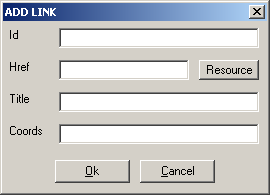 ADD LINK
Id
Href Resource
Title
Coords
Ok Cancel